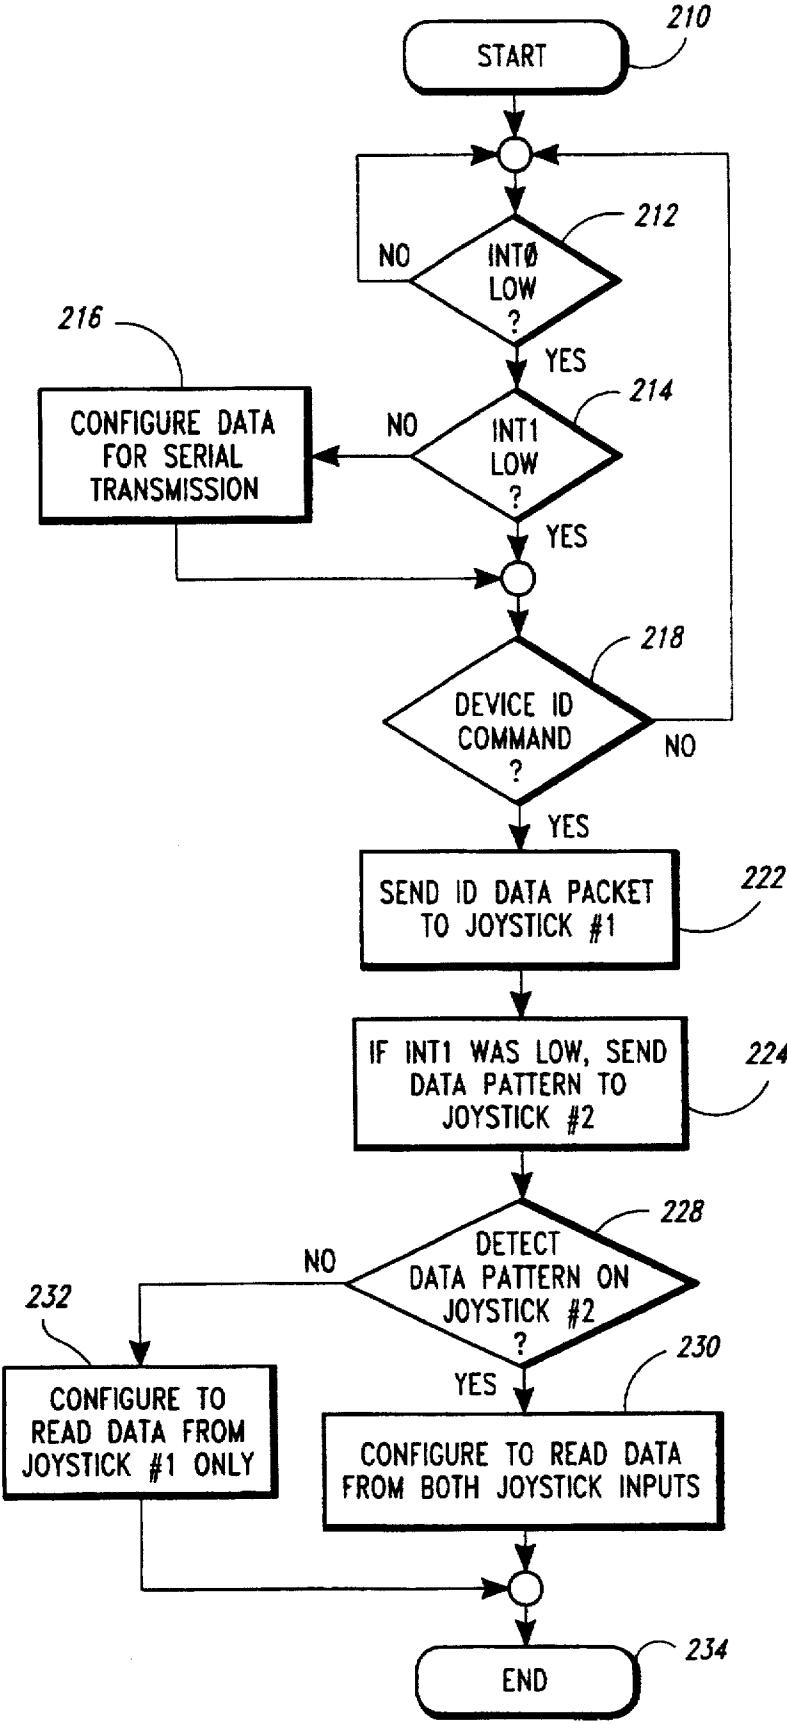 210
START
212
NO
INTØ
LOW
?
YES
216
214
CONFIGURE DATA
FOR SERIAL
TRANSMISSION
NO
INT1
LOW
?
YES
218
DEVICE ID
COMMAND
?
NO
YES
222
SEND ID DATA PACKET
TO JOYSTICK #1
224
IF INT1 WAS LOW, SEND
DATA PATTERN TO
JOYSTICK #2
228
NO
DETECT
DATA PATTERN ON
JOYSTICK #2
?
232
YES
230
CONFIGURE TO
READ DATA FROM
JOYSTICK #1 ONLY
CONFIGURE TO READ DATA
FROM BOTH JOYSTICK INPUTS
234
END